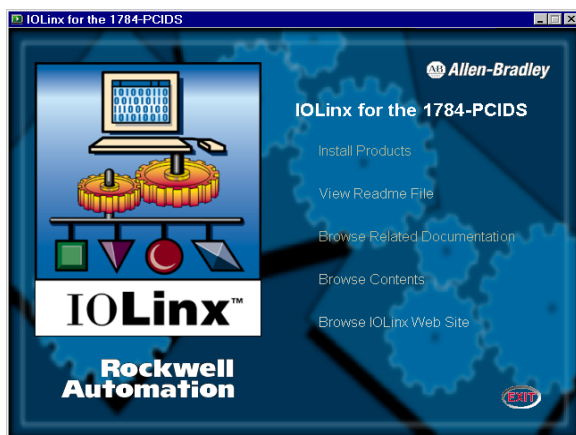 IOLinx for the 1784-PCIDS
AB Allen-Bradley
IOLinx for the 1784-PCIDS
Install Products
View Readme File
Browse Related Documentation
Browse Contents
Browse IOLinx Web Site
IOLinx™
Rockwell
Automation
EXIT